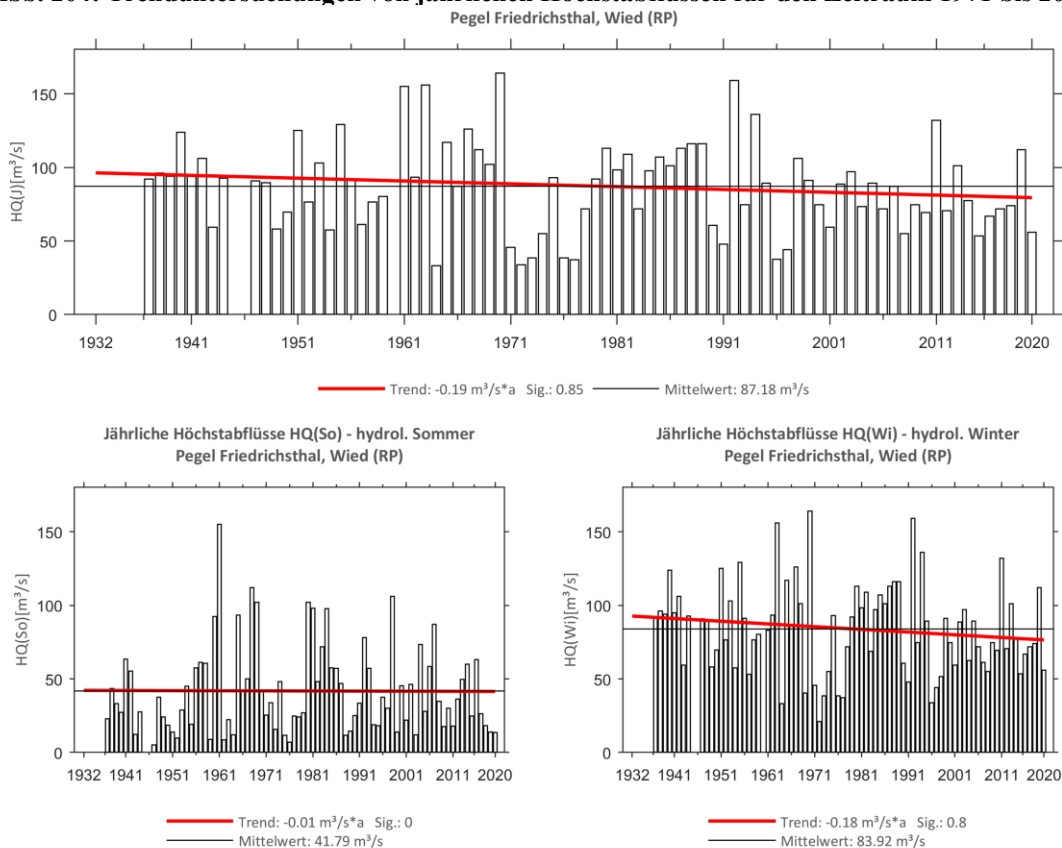 Pegel Friedrichsthal, Wied (RP)
HQ(J)[m³/s]
150
100
50
0
1932 1941 1951 1961 1971 1981 1991 2001 2011 2020
Trend: -0.19 m³/s*a Sig.: 0.85 Mittelwert: 87.18 m³/s
Jährliche Höchstabflüsse HQ(So) - hydrol. Sommer
Pegel Friedrichsthal, Wied (RP)
HQ(So)[m³/s]
150
100
50
0
1932 1941 1951 1961 1971 1981 1991 2001 2011 2020
Trend: -0.01 m³/s*a Sig.: 0
Mittelwert: 41.79 m³/s
Jährliche Höchstabflüsse HQ(Wi) - hydrol. Winter
Pegel Friedrichsthal, Wied (RP)
HQ(Wi)[m³/s]
150
100
50
0
1932 1941 1951 1961 1971 1981 1991 2001 2011 2020
Trend: -0.18 m³/s*a Sig.: 0.8
Mittelwert: 83.92 m³/s